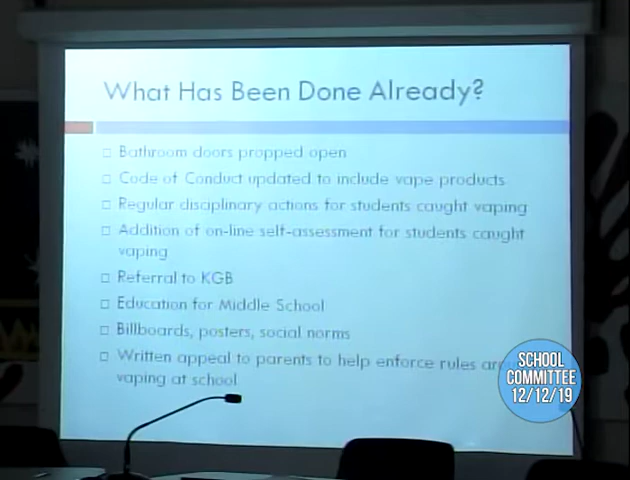 What Has Been Done Already?
Bathroom doors propped open
Code of Conduct updated to include vape products
Regular disciplinary actions for students caught vaping
Addition of on-line self-assessment for students caught
vaping
Referral to KGB
Education for Middle School
Billboards, posters, social norms
Written appeal to parents to help enforce rules
vaping at school
SCHOOL
COMMITTEE
12/12/19